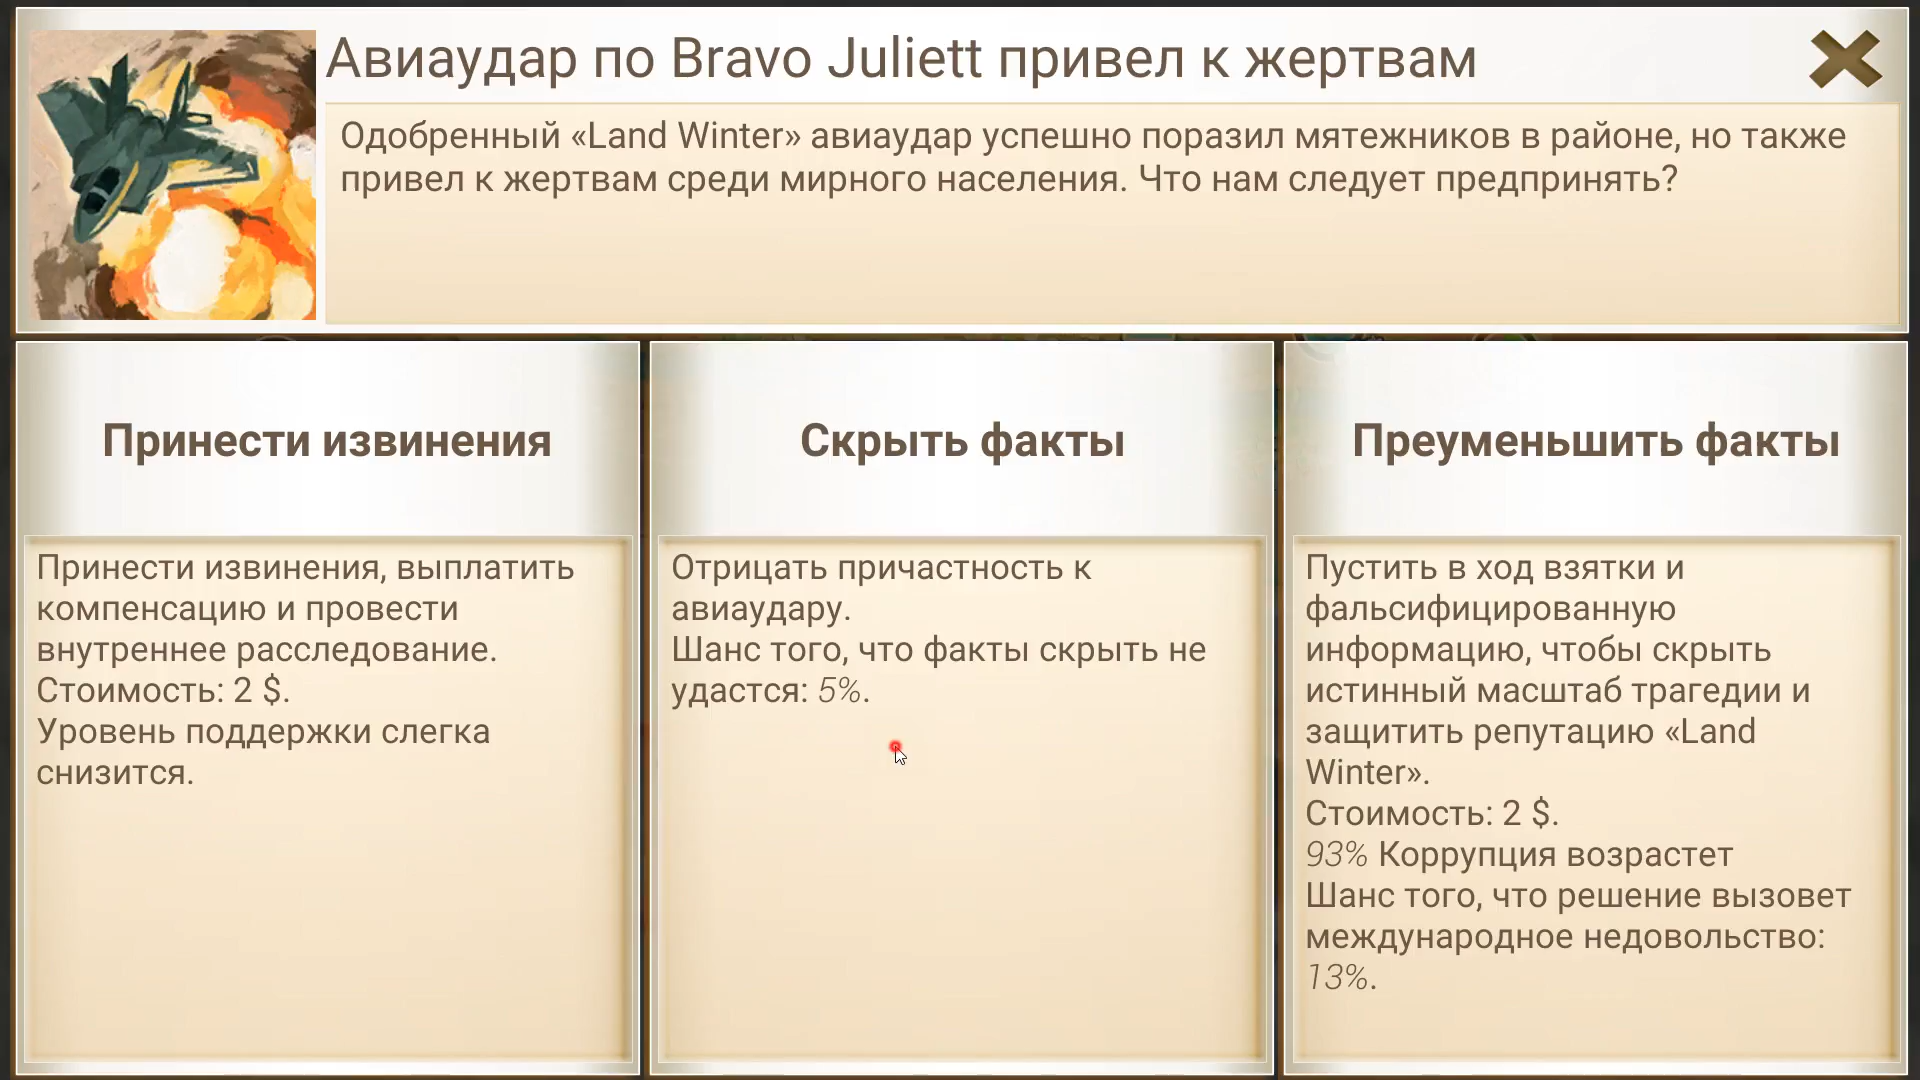 Авиаудар по Bravo Juliett привел к жертвам
Одобренный «Land Winter» авиаудар успешно поразил мятежников в районе, но также
привел к жертвам среди мирного населения. Что нам следует предпринять?
Принести извинения
Принести извинения, выплатить
компенсацию и провести
внутреннее расследование.
Стоимость: 2 $.
Уровень поддержки слегка
снизится.
Скрыть факты
Отрицать причастность к
авиаудару.
Шанс того, что факты скрыть не
удастся: 5%.
Преуменьшить факты
Пустить в ход взятки и
фальсифицированную
информацию, чтобы скрыть
истинный масштаб трагедии и
защитить репутацию «Land
Winter».
Стоимость: 2 $.
93% Коррупция возрастет
Шанс того, что решение вызовет
международное недовольство:
13%.